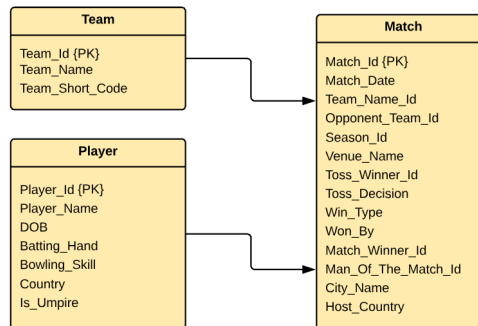 Team
Team_Id {PK}
Team_Name
Team_Short_Code
Player
Player_Id {PK}
Player_Name
DOB
Batting_Hand
Bowling_Skill
Country
Is_Umpire
Match
Match_Id {PK}
Match_Date
Team_Name_Id
Opponent_Team_Id
Season_Id
Venue_Name
Toss_Winner_Id
Toss_Decision
Win_Type
Won_By
Match_Winner_Id
Man_Of_The_Match_Id
City_Name
Host_Country